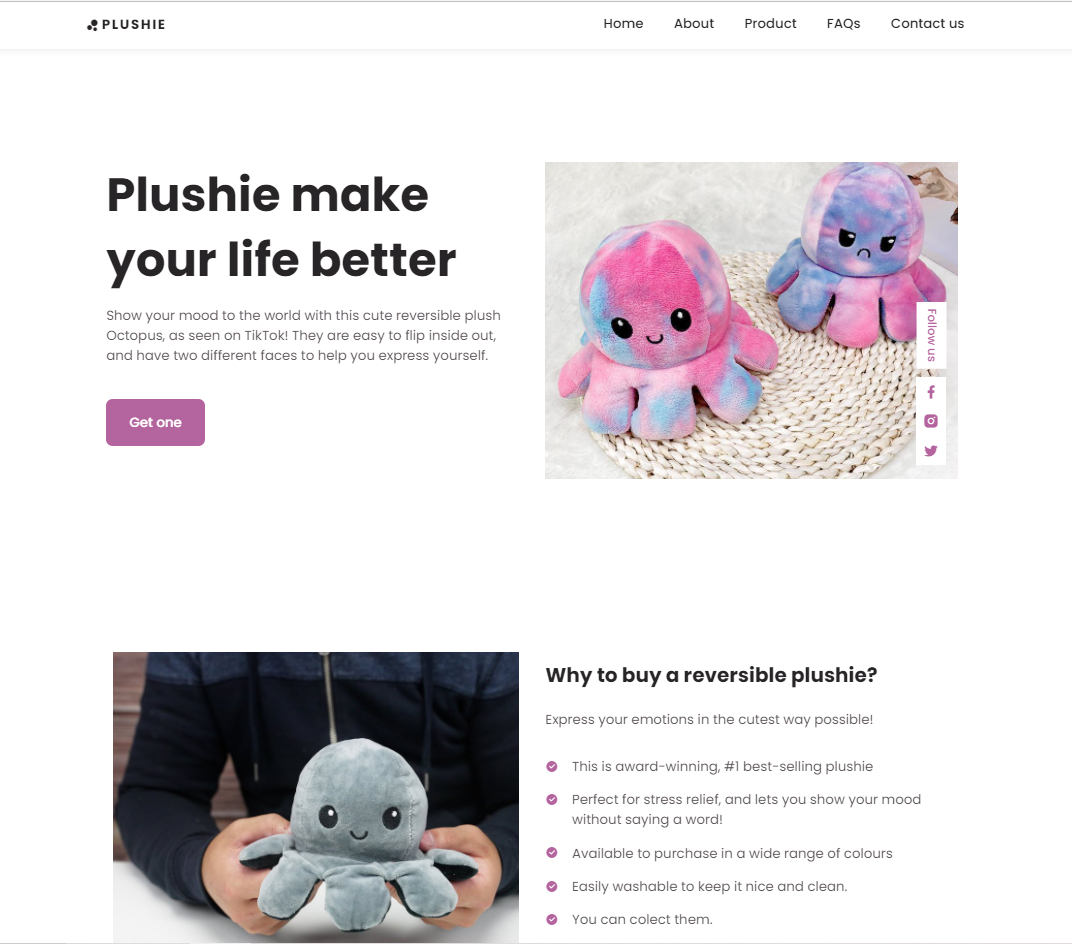 PLUSHIE
Home About Product FAQs Contact us
Plushie make
your life better
Show your mood to the world with this cute reversible plush
Octopus, as seen on TikTok! They are easy to flip inside out,
and have two different faces to help you express yourself.
Get one
Follow us
Why to buy a reversible plushie?
Express your emotions in the cutest way possible!
This is award-winning, #1 best-selling plushie
Perfect for stress relief, and lets you show your mood
without saying a word!
Available to purchase in a wide range of colours
Easily washable to keep it nice and clean.
You can colect them.